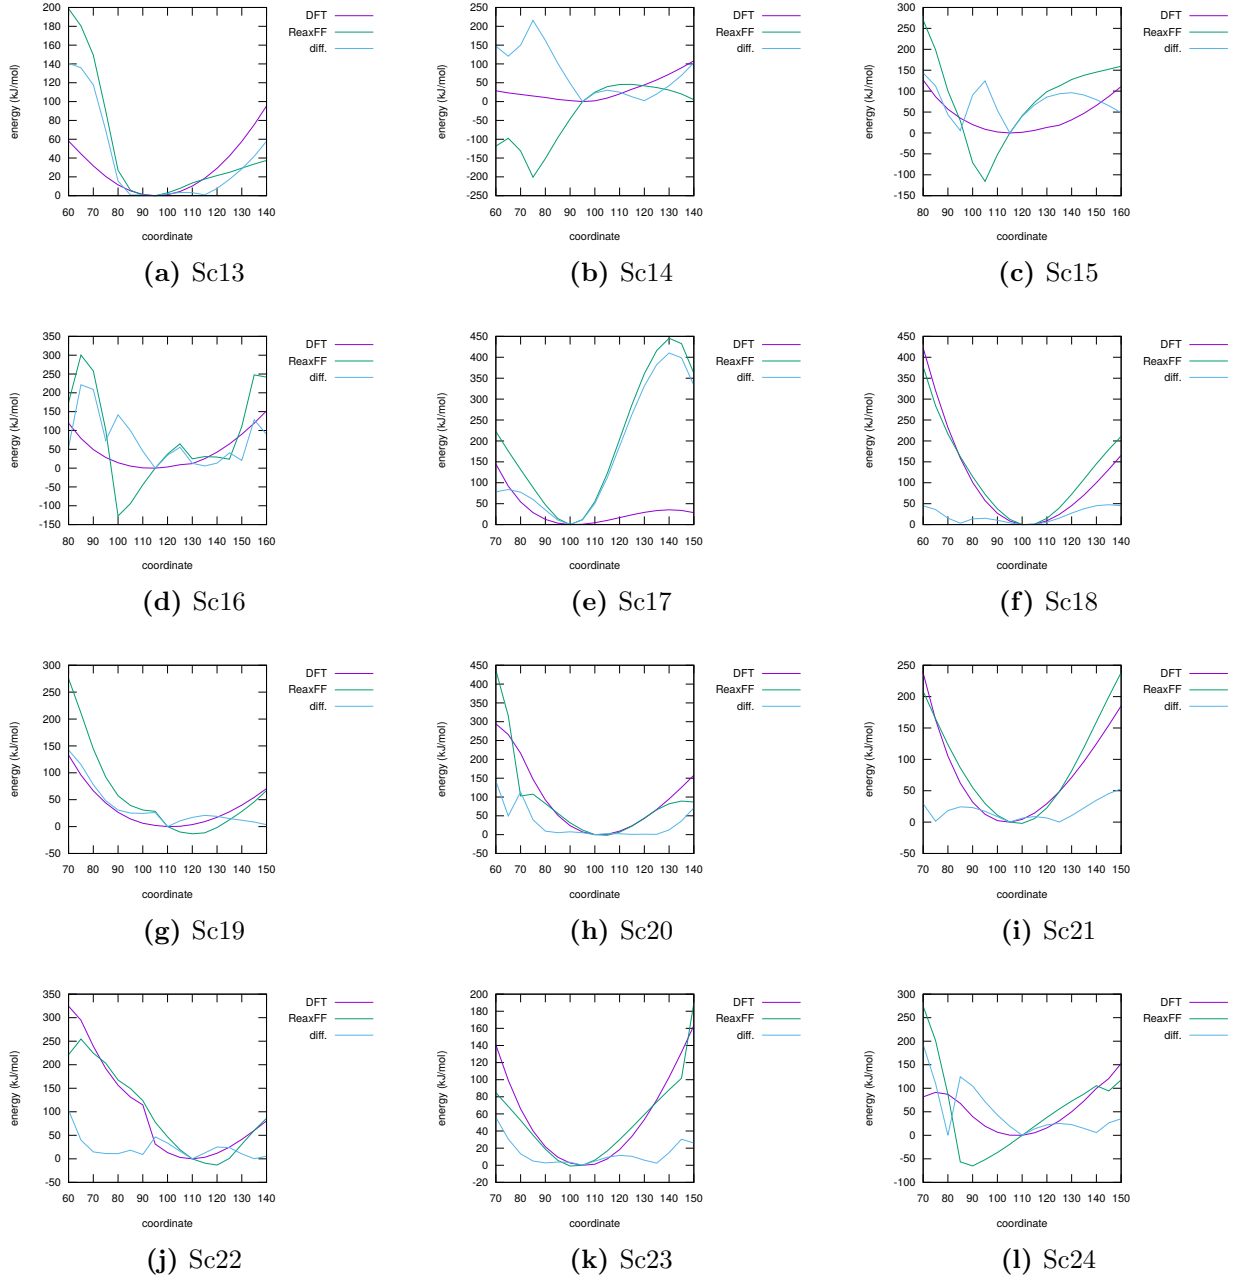 200
180
160
140
120
100
80
60
40
20
0
60 70 80 90 100 110 120 130 140
energy (kJ/mol)
coordinate
DFT
ReaxFF
diff.
(a) Sc13
200
150
100
50
0
-50
-100
-150
-200
-250
60 70 80 90 100 110 120 130 140
energy (kJ/mol)
coordinate
DFT
ReaxFF
diff.
(b) Sc14
300
250
200
150
100
50
0
-50
-100
-150
80 90 100 110 120 130 140 150 160
energy (kJ/mol)
coordinate
DFT
ReaxFF
diff.
(c) Sc15
350
300
250
200
150
100
50
0
-50
-100
-150
80 90 100 110 120 130 140 150 160
energy (kJ/mol)
coordinate
DFT
ReaxFF
diff.
(d) Sc16
450
400
350
300
250
200
150
100
50
0
70 80 90 100 110 120 130 140 150
energy (kJ/mol)
coordinate
DFT
ReaxFF
diff.
(e) Sc17
450
400
350
300
250
200
150
100
50
0
60 70 80 90 100 110 120 130 140
energy (kJ/mol)
coordinate
DFT
ReaxFF
diff.
(f) Sc18
300
250
200
150
100
50
0
-50
70 80 90 100 110 120 130 140 150
energy (kJ/mol)
coordinate
DFT
ReaxFF
diff.
(g) Sc19
450
400
350
300
250
200
150
100
50
0
-50
60 70 80 90 100 110 120 130 140
energy (kJ/mol)
coordinate
DFT
ReaxFF
diff.
(h) Sc20
250
200
150
100
50
0
-50
70 80 90 100 110 120 130 140 150
energy (kJ/mol)
coordinate
DFT
ReaxFF
diff.
(i) Sc21
350
300
250
200
150
100
50
0
-50
60 70 80 90 100 110 120 130 140
energy (kJ/mol)
coordinate
DFT
ReaxFF
diff.
(j) Sc22
200
180
160
140
120
100
80
60
40
20
0
-20
70 80 90 100 110 120 130 140 150
energy (kJ/mol)
coordinate
DFT
ReaxFF
diff.
(k) Sc23
300
250
200
150
100
50
0
-50
-100
70 80 90 100 110 120 130 140 150
energy (kJ/mol)
coordinate
DFT
ReaxFF
diff.
(l) Sc24